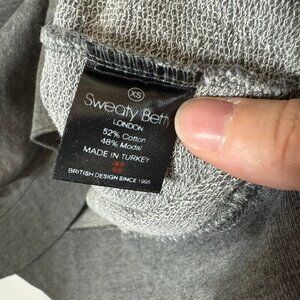 XS
Sweaty Betty
LONDON
52% Cotton
48% Modal
MADE IN TURKEY
BRITISH DESIGN SINCE 1998